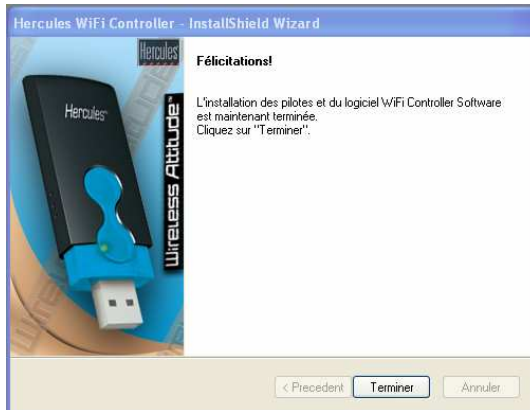 Hercules WiFi Controller - InstallShield Wizard
Hercules
Félicitations!
L'installation des pilotes et du logiciel WiFi Controller Software
est maintenant terminée.
Cliquez sur "Terminer".
Hercules
Wireless Attitude
< Precedent
Terminer
Annuler